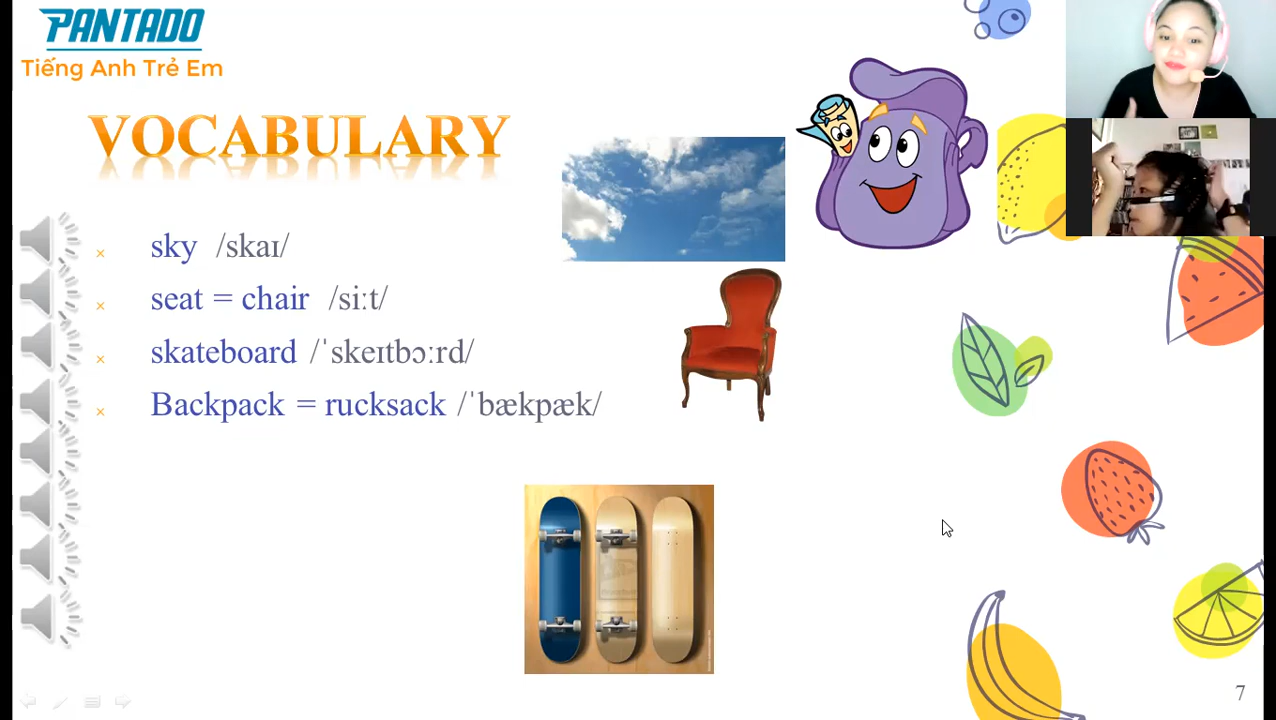 PANTADO
Tiếng Anh Trẻ Em
VOCABULARY
× sky /skaɪ/
× seat = chair /siːt/
× skateboard /ˈskeɪtbɔːrd/
× Backpack = rucksack /ˈbækpæk/
7